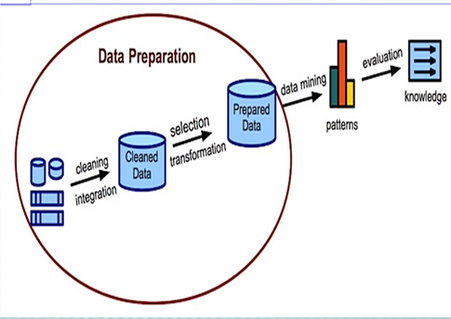 Data Preparation
cleaning
integration
Cleaned
Data
selection
transformation
Prepared
Data
data mining
patterns
evaluation
knowledge